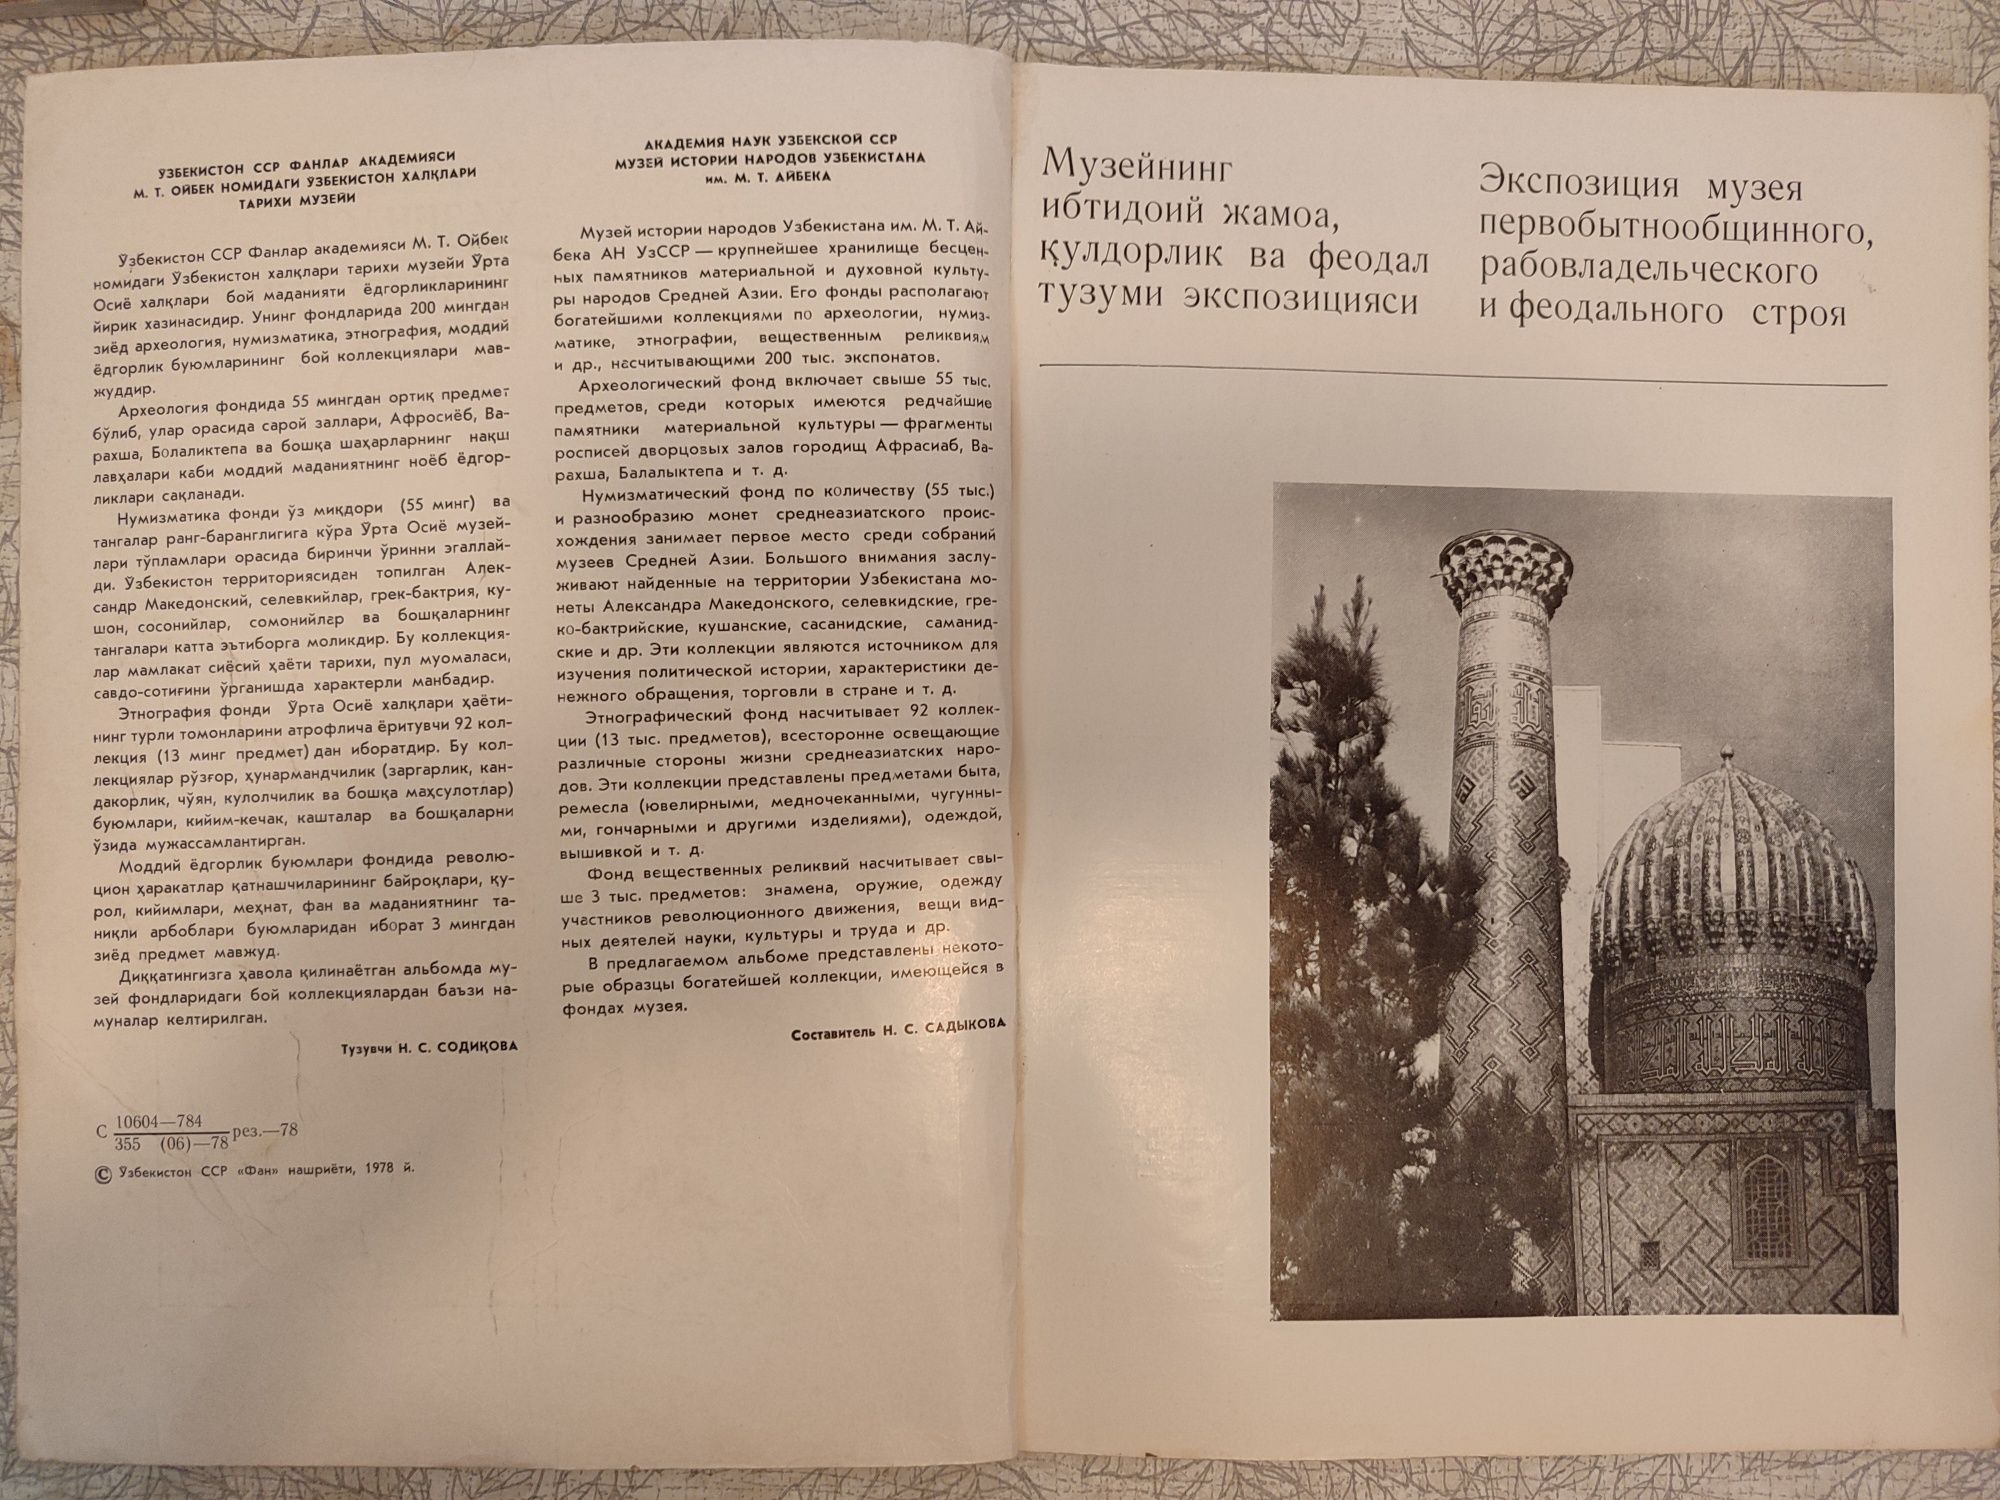 ЎЗБЕКИСТОН ССР ФАНЛАР АКАДЕМИЯСИ
М. Т. ОЙБЕК НОМИДАГИ ЎЗБЕКИСТОН ХАЛҚЛАРИ
ТАРИХИ МУЗЕЙИ
Ўзбекистон ССР Фанлар академияси М. Т. Ойбек
номидаги Ўзбекистон халқлари тарихи музейи Ўрта
Осиё халқлари бой маданияти ёдгорликларининг
йирик хазинасидир. Унинг фондларида 200 мингдан
зиёд археология, нумизматика, этнография, моддий
ёдгорлик буюмларининг бой коллекциялари мав-
жуддир.
Археология фондида 55 мингдан ортиқ предмет
бўлиб, улар орасида сарой заллари, Афросиёб, Ва-
рахша, Болаликтепа ва бошқа шаҳарларнинг нақш
лавҳалари каби моддий маданиятнинг ноёб ёдгор-
ликлари сақланади.
Нумизматика фонди ўз миқдори (55 минг) ва
тангалар ранг-баранглигига кўра Ўрта Осиё музей-
лари тўпламлари орасида биринчи ўринни эгаллай-
ди. Ўзбекистон территориясидан топилган Алек-
сандр Македонский, селевкийлар, грек-бактрия, ку-
шон, сосонийлар, сомонийлар ва бошқаларнинг
тангалари катта эътиборга моликдир. Бу коллекция-
лар мамлакат сиёсий ҳаёти тарихи, пул муомаласи,
савдо-сотиғини ўрганишда характерли манбадир.
Этнография фонди Ўрта Осиё халқлари ҳаёти-
нинг турли томонларини атрофлича ёритувчи 92 кол-
лекция (13 минг предмет) дан иборатдир. Бу кол-
лекциялар рўзғор, ҳунармандчилик (заргарлик, кан-
дакорлик, чўян, кулолчилик ва бошқа маҳсулотлар)
буюмлари, кийим-кечак, кашталар ва бошқаларни
ўзида мужассамлантирган.
Моддий ёдгорлик буюмлари фондида револю-
цион ҳаракатлар қатнашчиларининг байроқлари, қу-
рол, кийимлари, меҳнат, фан ва маданиятнинг та-
ниқли арбоблари буюмларидан иборат 3 мингдан
зиёд предмет мавжуд.
Диққатингизга ҳавола қилинаётган альбомда му-
зей фондларидаги бой коллекциялардан баъзи на-
муналар келтирилган.
Тузувчи Н. С. СОДИҚОВА
С 10604—784
355 (06)—78 рез.—78
© Ўзбекистон ССР «Фан» нашриёти, 1978 й.
АКАДЕМИЯ НАУК УЗБЕКСКОЙ ССР
МУЗЕЙ ИСТОРИИ НАРОДОВ УЗБЕКИСТАНА
им. М. Т. АЙБЕКА
Музей истории народов Узбекистана им. М. Т. Ай-
бека АН УзССР — крупнейшее хранилище бесцен-
ных памятников материальной и духовной культу-
ры народов Средней Азии. Его фонды располагают
богатейшими коллекциями по археологии, нумиз-
матике, этнографии, вещественным реликвиям
и др., насчитывающими 200 тыс. экспонатов.
Археологический фонд включает свыше 55 тыс.
предметов, среди которых имеются редчайшие
памятники материальной культуры — фрагменты
росписей дворцовых залов городищ Афрасиаб, Ва-
рахша, Балалыктепа и т. д.
Нумизматический фонд по количеству (55 тыс.)
и разнообразию монет среднеазиатского проис-
хождения занимает первое место среди собраний
музеев Средней Азии. Большого внимания заслу-
живают найденные на территории Узбекистана мо-
неты Александра Македонского, селевкидские, гре-
ко-бактрийские, кушанские, сасанидские, саманид-
ские и др. Эти коллекции являются источником для
изучения политической истории, характеристики де-
нежного обращения, торговли в стране и т. д.
Этнографический фонд насчитывает 92 коллек-
ции (13 тыс. предметов), всесторонне освещающие
различные стороны жизни среднеазиатских наро-
дов. Эти коллекции представлены предметами быта,
ремесла (ювелирными, медночеканными, чугунны-
ми, гончарными и другими изделиями), одеждой,
вышивкой и т. д.
Фонд вещественных реликвий насчитывает свы-
ше 3 тыс. предметов: знамена, оружие, одежду
участников революционного движения, вещи вид-
ных деятелей науки, культуры и труда и др.
В предлагаемом альбоме представлены некото-
рые образцы богатейшей коллекции, имеющейся в
фондах музея.
Составитель Н. С. САДЫКОВА
Музейнинг
ибтидоий жамоа,
қулдорлик ва феодал
тузуми экспозицияси
Экспозиция музея
первобытнообщинного,
рабовладельческого
и феодального строя